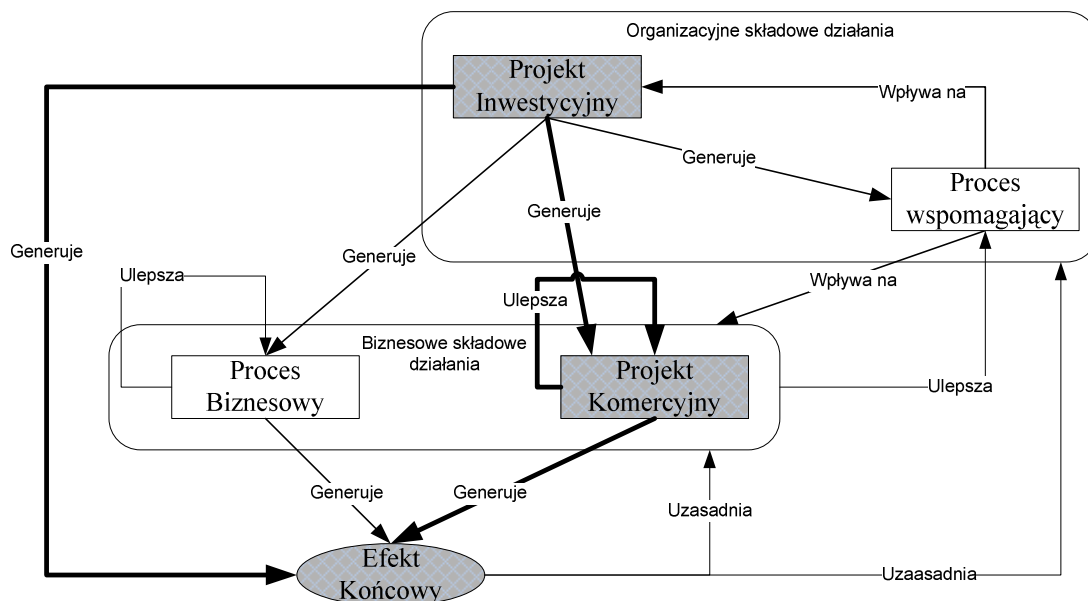 Organizacyjne składowe działania
Projekt
Inwestycyjny
Wpływa na
Generuje
Proces
wspomagający
Generuje
Generuje
Generuje
Ulepsza
Wpływa na
Ulepsza
Biznesowe składowe
działania
Proces
Biznesowy
Projekt
Komercyjny
Ulepsza
Generuje
Generuje
Uzasadnia
Efekt
Końcowy
Uzaasadnia